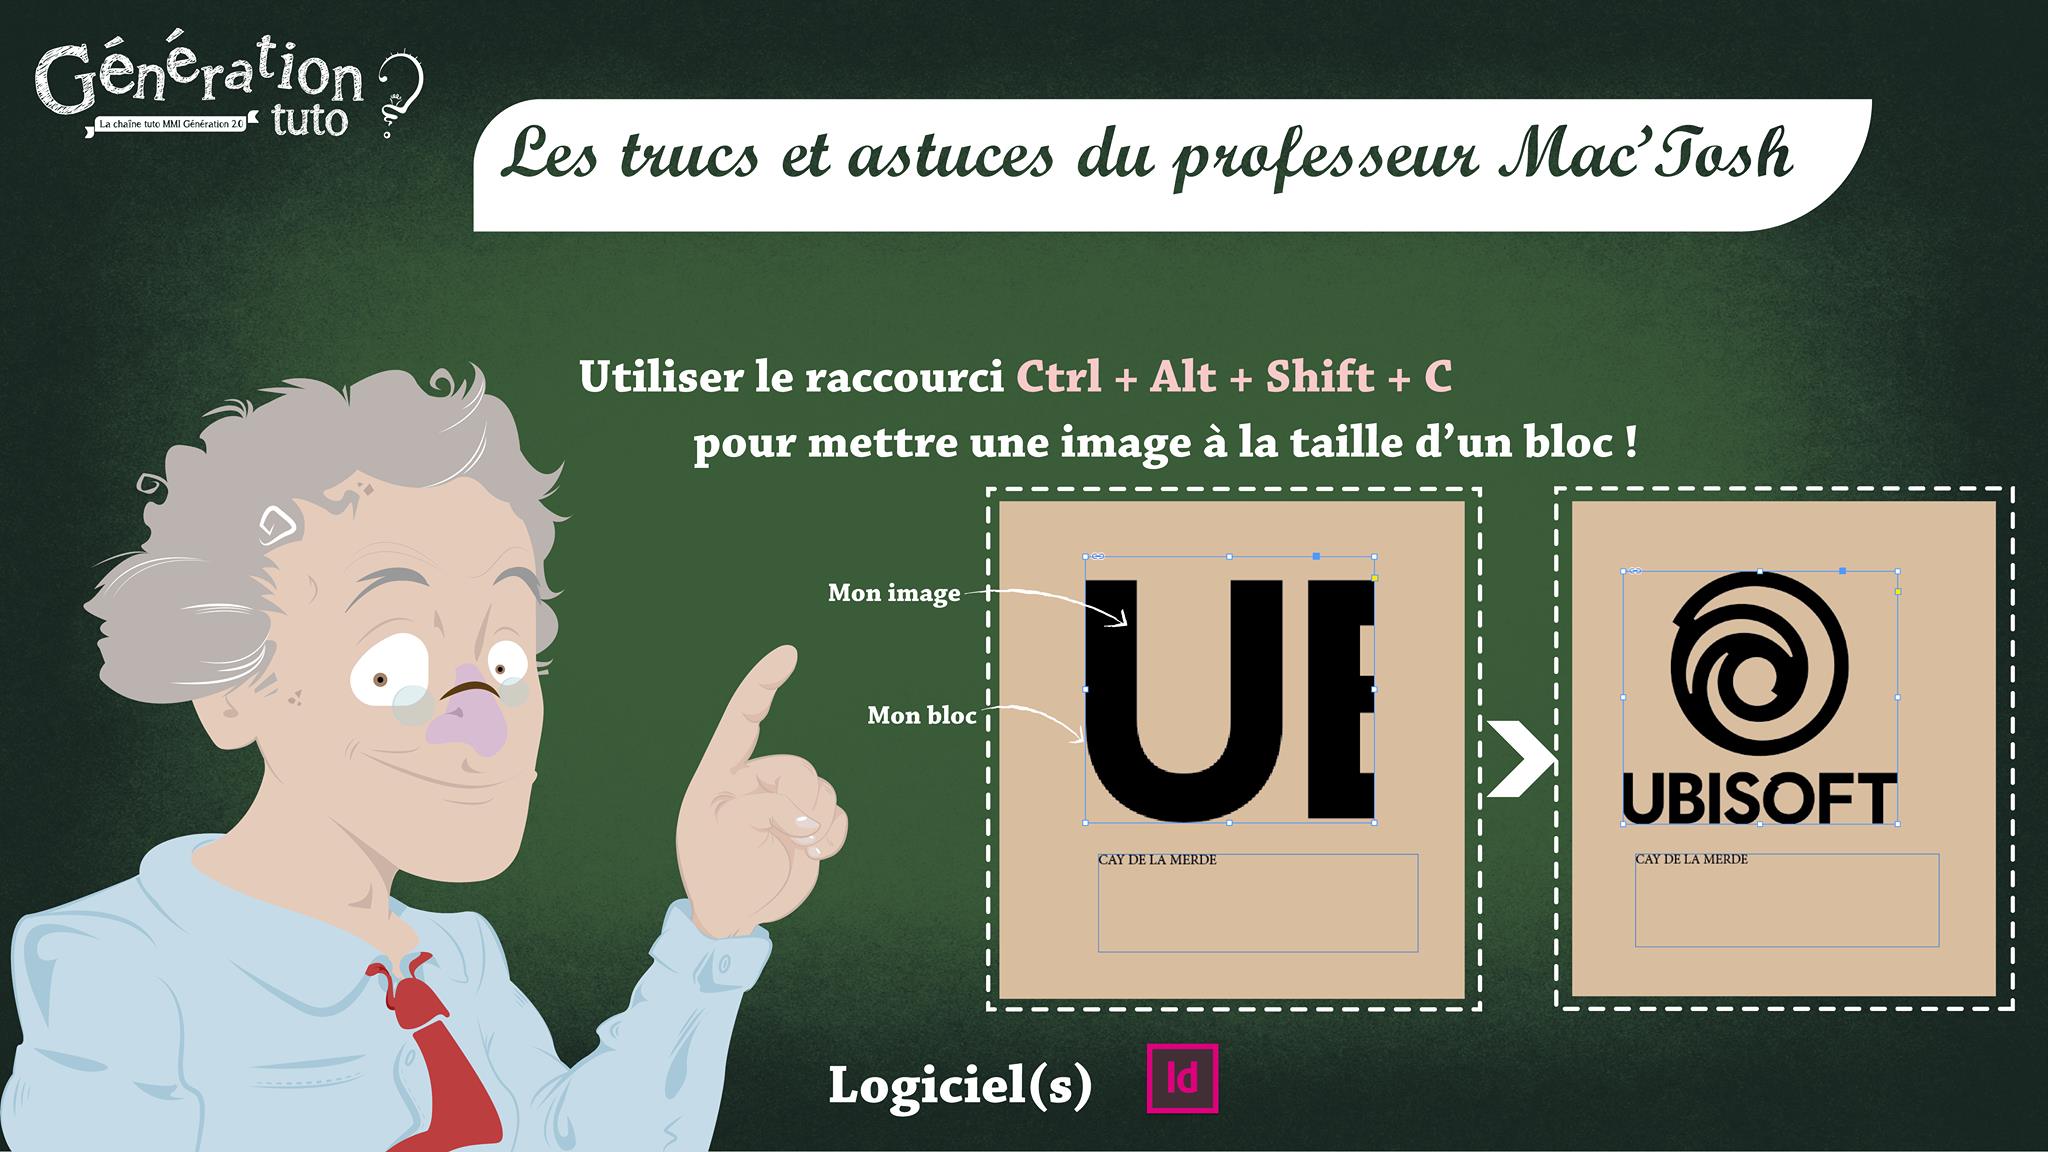 Génération
tuto
La chaîne tuto MMI Génération 2.0
Les trucs et astuces du professeur Mac'Tosh
Utiliser le raccourci Ctrl + Alt + Shift + C
pour mettre une image à la taille d'un bloc !
Mon image
Mon bloc
UB
CAY DE LA MERDE
UBISOFT
CAY DE LA MERDE
Logiciel(s)
Id